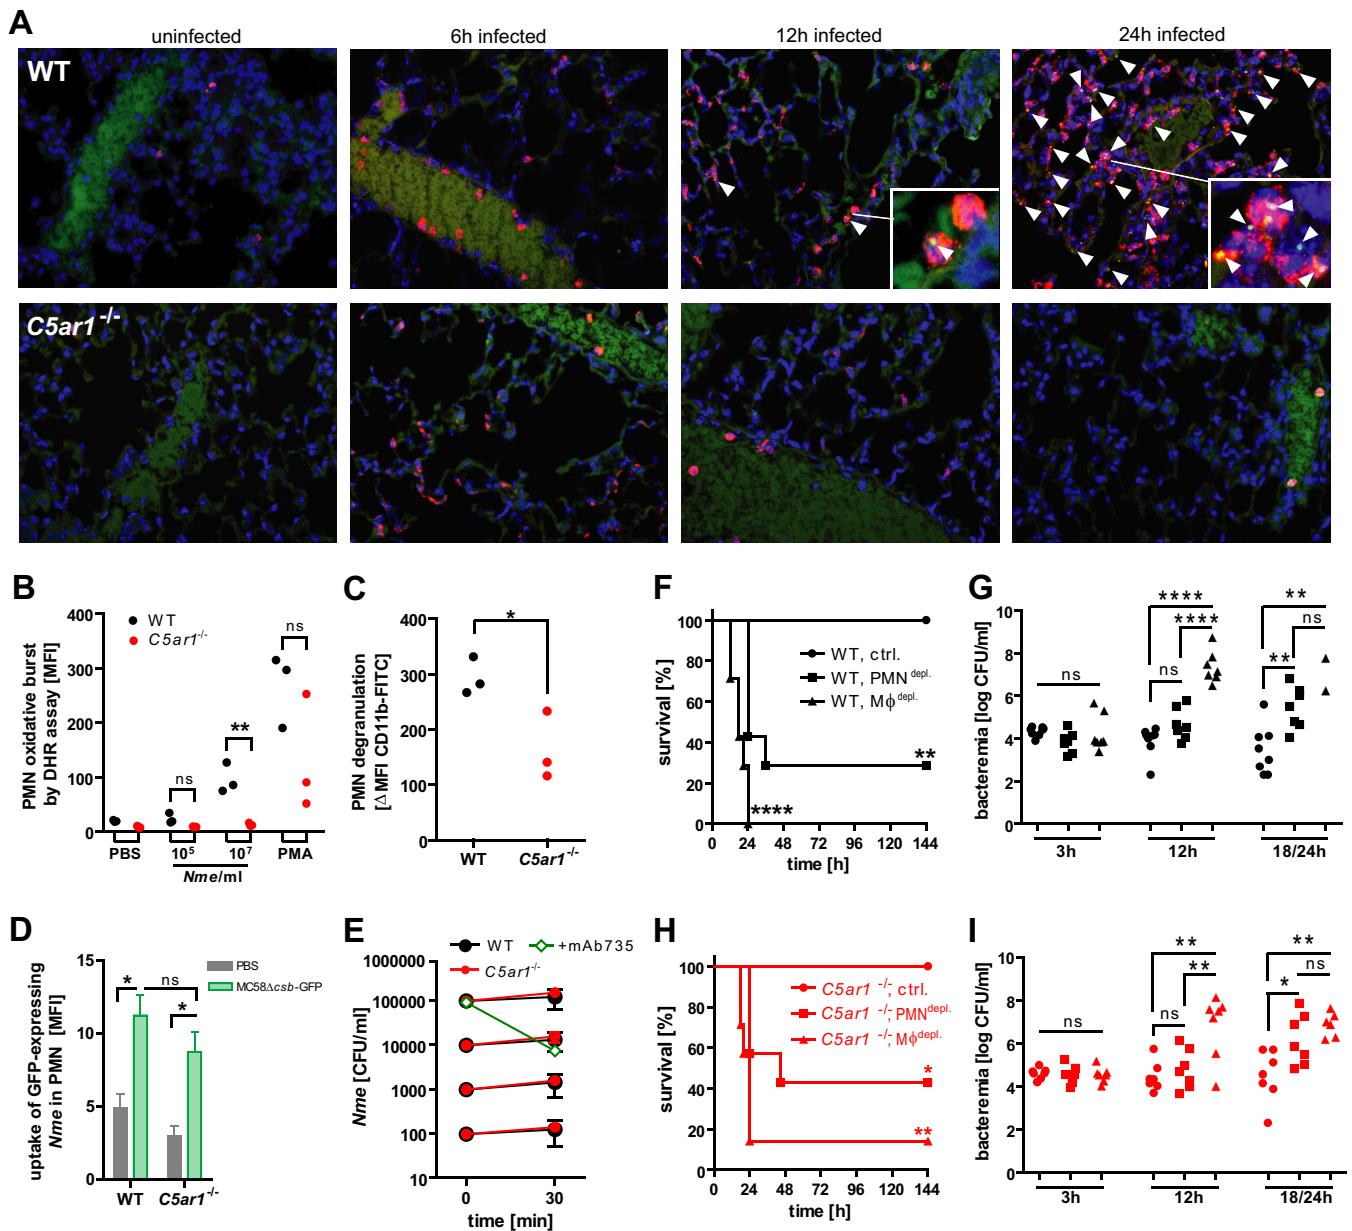 A
uninfected 6h infected 12h infected 24h infected
WT
C5ar1-/-
B
PMN oxidative burst
by DHR assay [MFI]
400
300
200
100
0
WT
C5ar1-/-
ns
**
ns
PBS 10^5 10^7 PMA
Nme/ml
C
PMN degranulation
[Δ MFI CD11b-FITC]
400
300
200
100
0
*
WT C5ar1-/-
F
survival [%]
100
80
60
40
20
0
WT, ctrl.
WT, PMN depl.
WT, Mϕ depl.
**
****
0 24 48 72 96 120 144
time [h]
G
bacteremia [log CFU/ml]
10
8
6
4
2
0
ns
****
ns ****
**
ns
**
3h 12h 18/24h
D
uptake of GFP-expressing
Nme in PMN [MFI]
15
10
5
0
PBS
MC58Δcsb-GFP
*
ns
*
WT C5ar1-/-
E
WT +mAb735
C5ar1-/-
Nme [CFU/ml]
1000000
100000
10000
1000
100
10
0 30
time [min]
H
survival [%]
100
80
60
40
20
0
C5ar1 -/-, ctrl.
C5ar1 -/-, PMN depl.
C5ar1 -/-, Mϕ depl.
*
**
0 24 48 72 96 120 144
time [h]
I
bacteremia [log CFU/ml]
10
8
6
4
2
0
ns
**
ns **
**
ns
*
3h 12h 18/24h